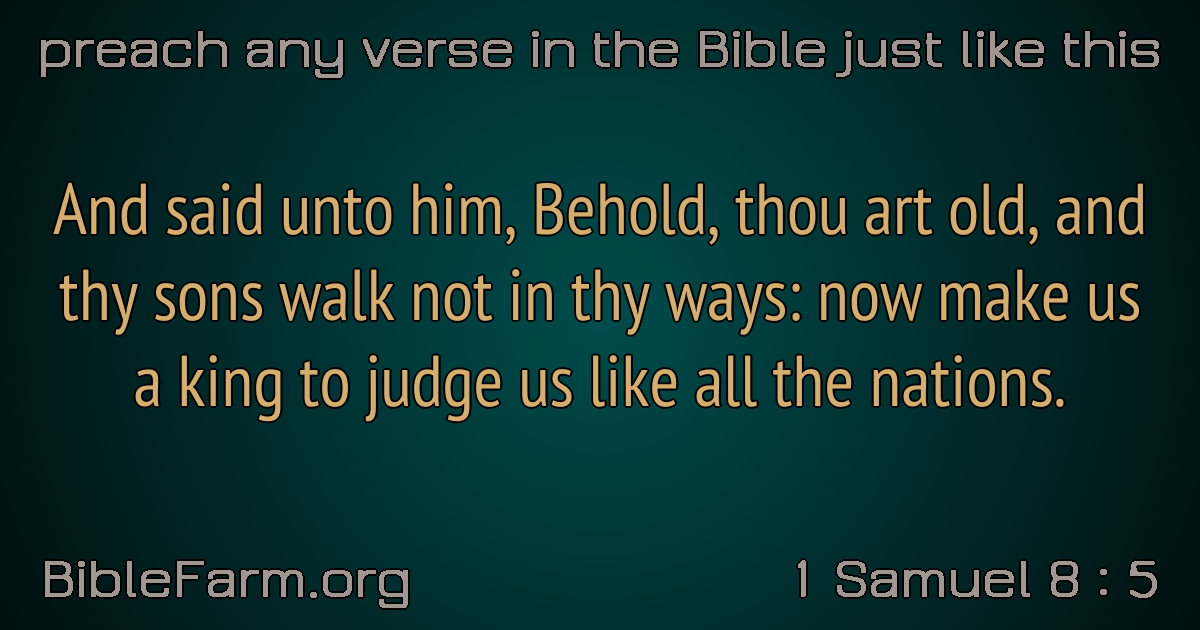 preach any verse in the Bible just like this
And said unto him, Behold, thou art old, and
thy sons walk not in thy ways: now make us
a king to judge us like all the nations.
BibleFarm.org
1 Samuel 8 : 5